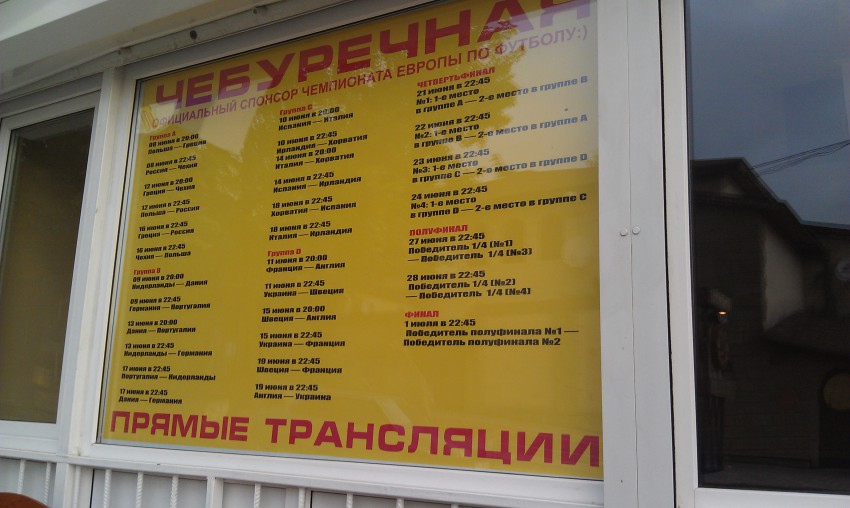 ЧЕБУРЕЧНАЯ
ОФИЦИАЛЬНЫЙ СПОНСОР ЧЕМПИОНАТА ЕВРОПЫ ПО ФУТБОЛУ:)
Группа А
08 июня в 20:00
Польша — Греция
08 июня в 22:45
Россия — Чехия
12 июня в 20:00
Греция — Чехия
12 июня в 22:45
Польша — Россия
16 июня в 22:45
Греция — Россия
16 июня в 22:45
Чехия — Польша
Группа В
09 июня в 20:00
Нидерланды — Дания
09 июня в 22:45
Германия — Португалия
13 июня в 20:00
Дания — Португалия
13 июня в 22:45
Нидерланды — Германия
17 июня в 22:45
Португалия — Нидерланды
17 июня в 22:45
Дания — Германия
Группа С
10 июня в 20:00
Испания — Италия
10 июня в 22:45
Ирландия — Хорватия
14 июня в 20:00
Италия — Хорватия
14 июня в 22:45
Испания — Ирландия
18 июня в 22:45
Хорватия — Испания
18 июня в 22:45
Италия — Ирландия
Группа D
11 июня в 20:00
Франция — Англия
11 июня в 22:45
Украина — Швеция
15 июня в 20:00
Швеция — Англия
15 июня в 22:45
Украина — Франция
19 июня в 22:45
Швеция — Франция
19 июня в 22:45
Англия — Украина
ЧЕТВЕРТЬФИНАЛ
21 июня в 22:45
№1: 1-е место
в группе А — 2-е место в группе В
22 июня в 22:45
№2: 1-е место
в группе В — 2-е место в группе А
23 июня в 22:45
№3: 1-е место
в группе С — 2-е место в группе D
24 июня в 22:45
№4: 1-е место
в группе D — 2-е место в группе С
ПОЛУФИНАЛ
27 июня в 22:45
Победитель 1/4 (№1)
— Победитель 1/4 (№3)
28 июня в 22:45
Победитель 1/4 (№2)
— Победитель 1/4 (№4)
ФИНАЛ
1 июля в 22:45
Победитель полуфинала №1 —
Победитель полуфинала №2
ПРЯМЫЕ ТРАНСЛЯЦИИ